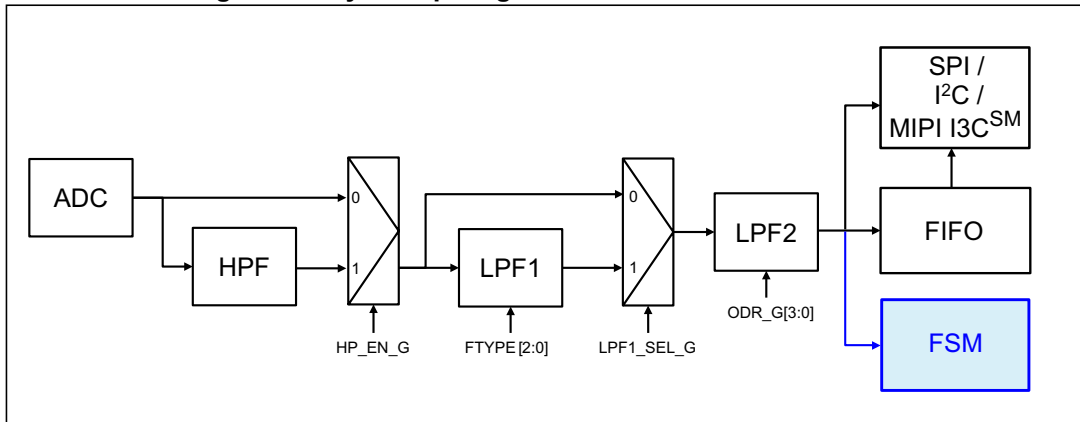 SPI /
I²C /
MIPI I3C^SM
ADC
0
0
LPF2
FIFO
HPF
1
LPF1
1
ODR_G[3:0]
HP_EN_G
FTYPE[2:0]
LPF1_SEL_G
FSM